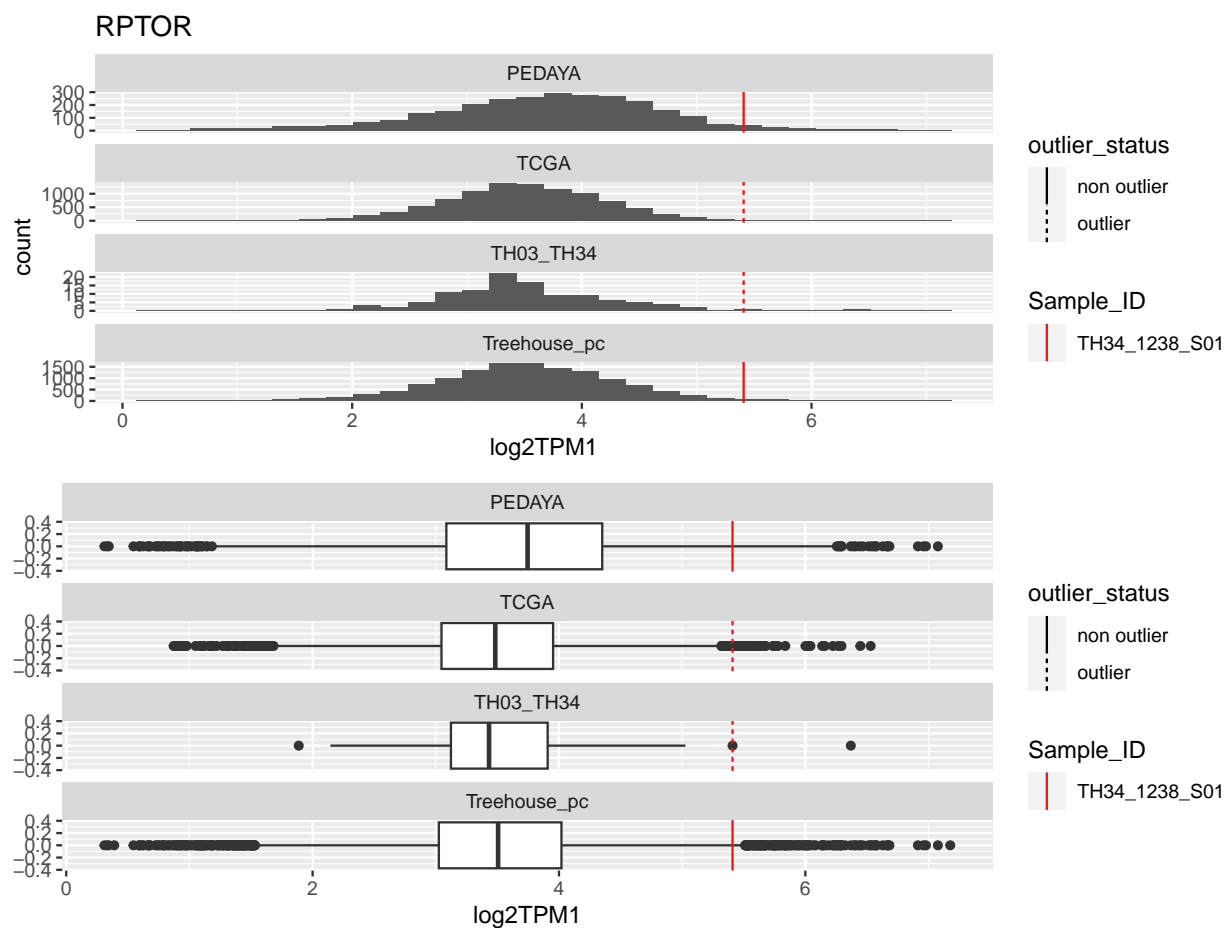 RPTOR
PEDAYA
300
200
100
0
TCGA
1000
500
0
TH03_TH34
20
15
10
5
0
Treehouse_pc
1500
1000
500
0
0 2 4 6
log2TPM1
count
outlier_status
non outlier
outlier
Sample_ID
TH34_1238_S01
PEDAYA
0.4
0.2
0.0
−0.2
−0.4
TCGA
0.4
0.2
0.0
−0.2
−0.4
TH03_TH34
0.4
0.2
0.0
−0.2
−0.4
Treehouse_pc
0.4
0.2
0.0
−0.2
−0.4
0 2 4 6
log2TPM1
outlier_status
non outlier
outlier
Sample_ID
TH34_1238_S01